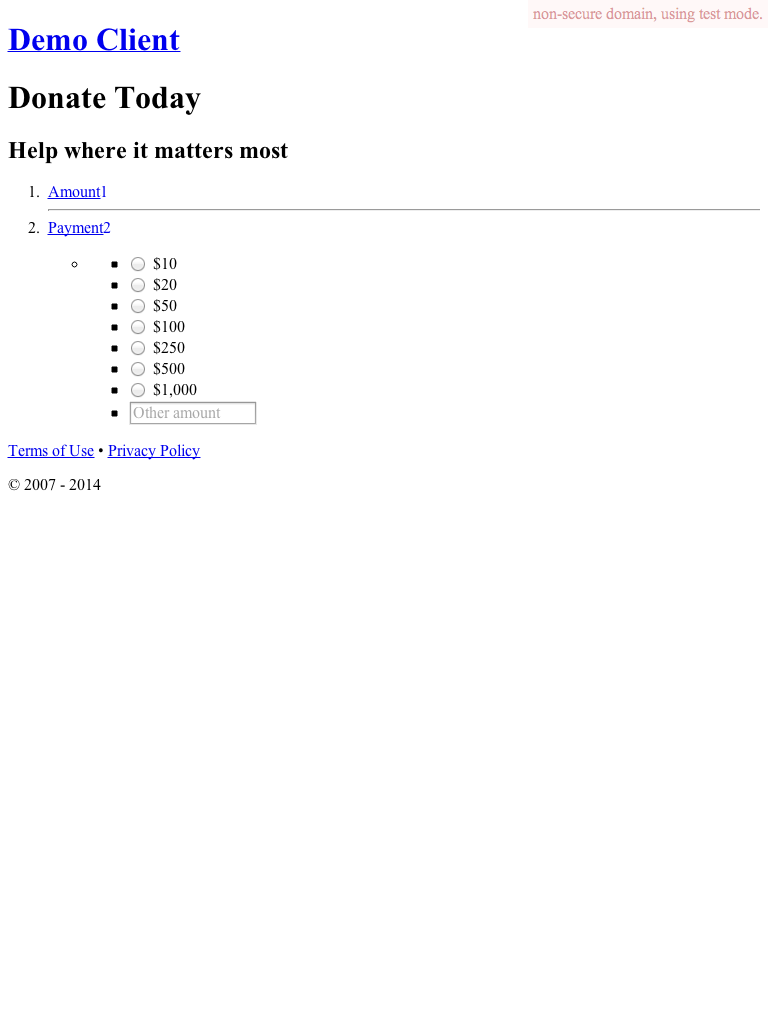 non-secure domain, using test mode.
Demo Client
Donate Today
Help where it matters most
1. Amount1
2. Payment2
$10
$20
$50
$100
$250
$500
$1,000
Other amount
Terms of Use • Privacy Policy
© 2007 - 2014